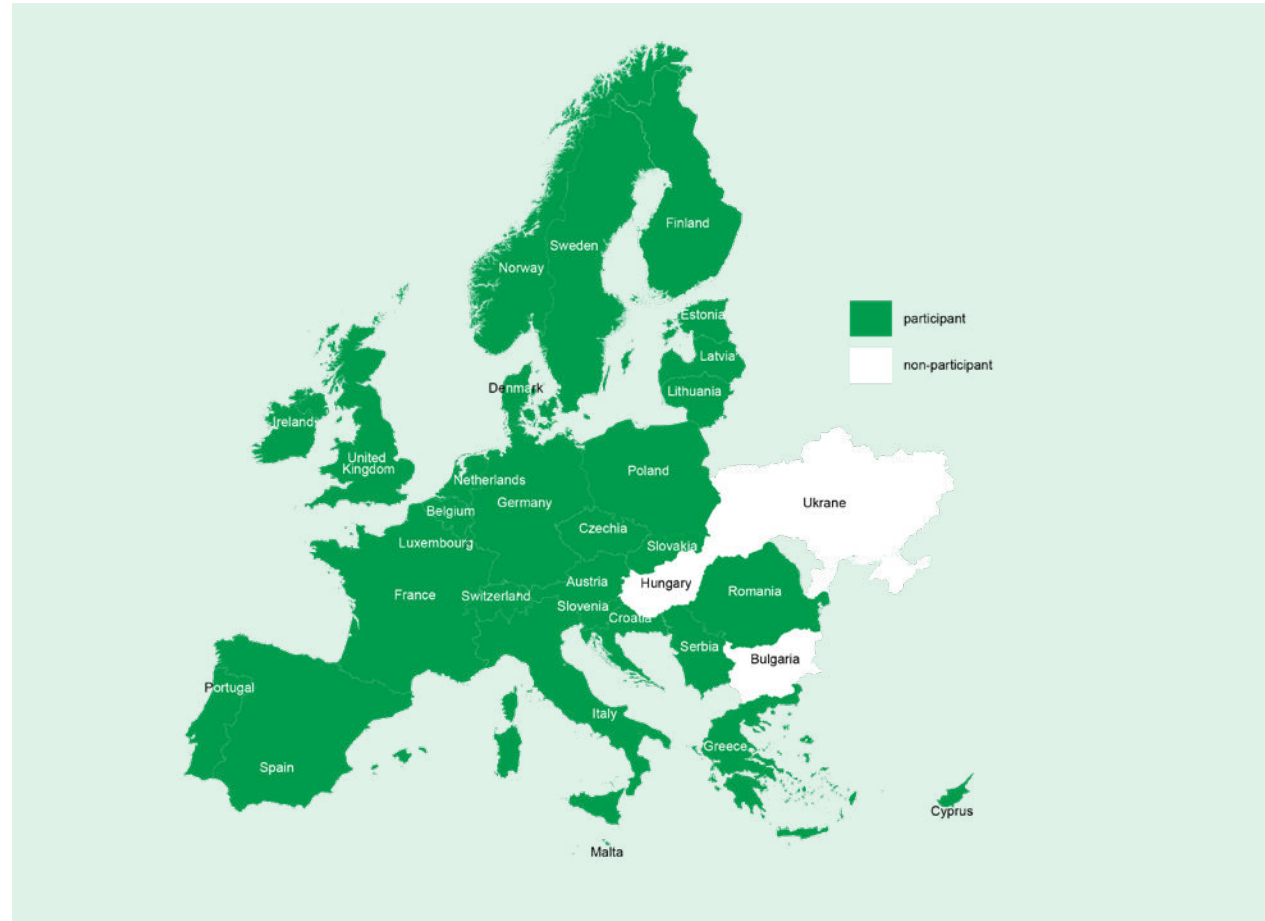 Finland
Sweden
Norway
Estonia
participant
Latvia
non-participant
Denmark
Lithuania
Ireland
United
Kingdom
Poland
Netherlands
Germany
Ukrane
Belgium
Czechia
Luxembourg
Slovakia
Austria
Hungary
France
Switzerland
Romania
Slovenia
Croatia
Serbia
Bulgaria
Portugal
Italy
Greece
Spain
Cyprus
Malta